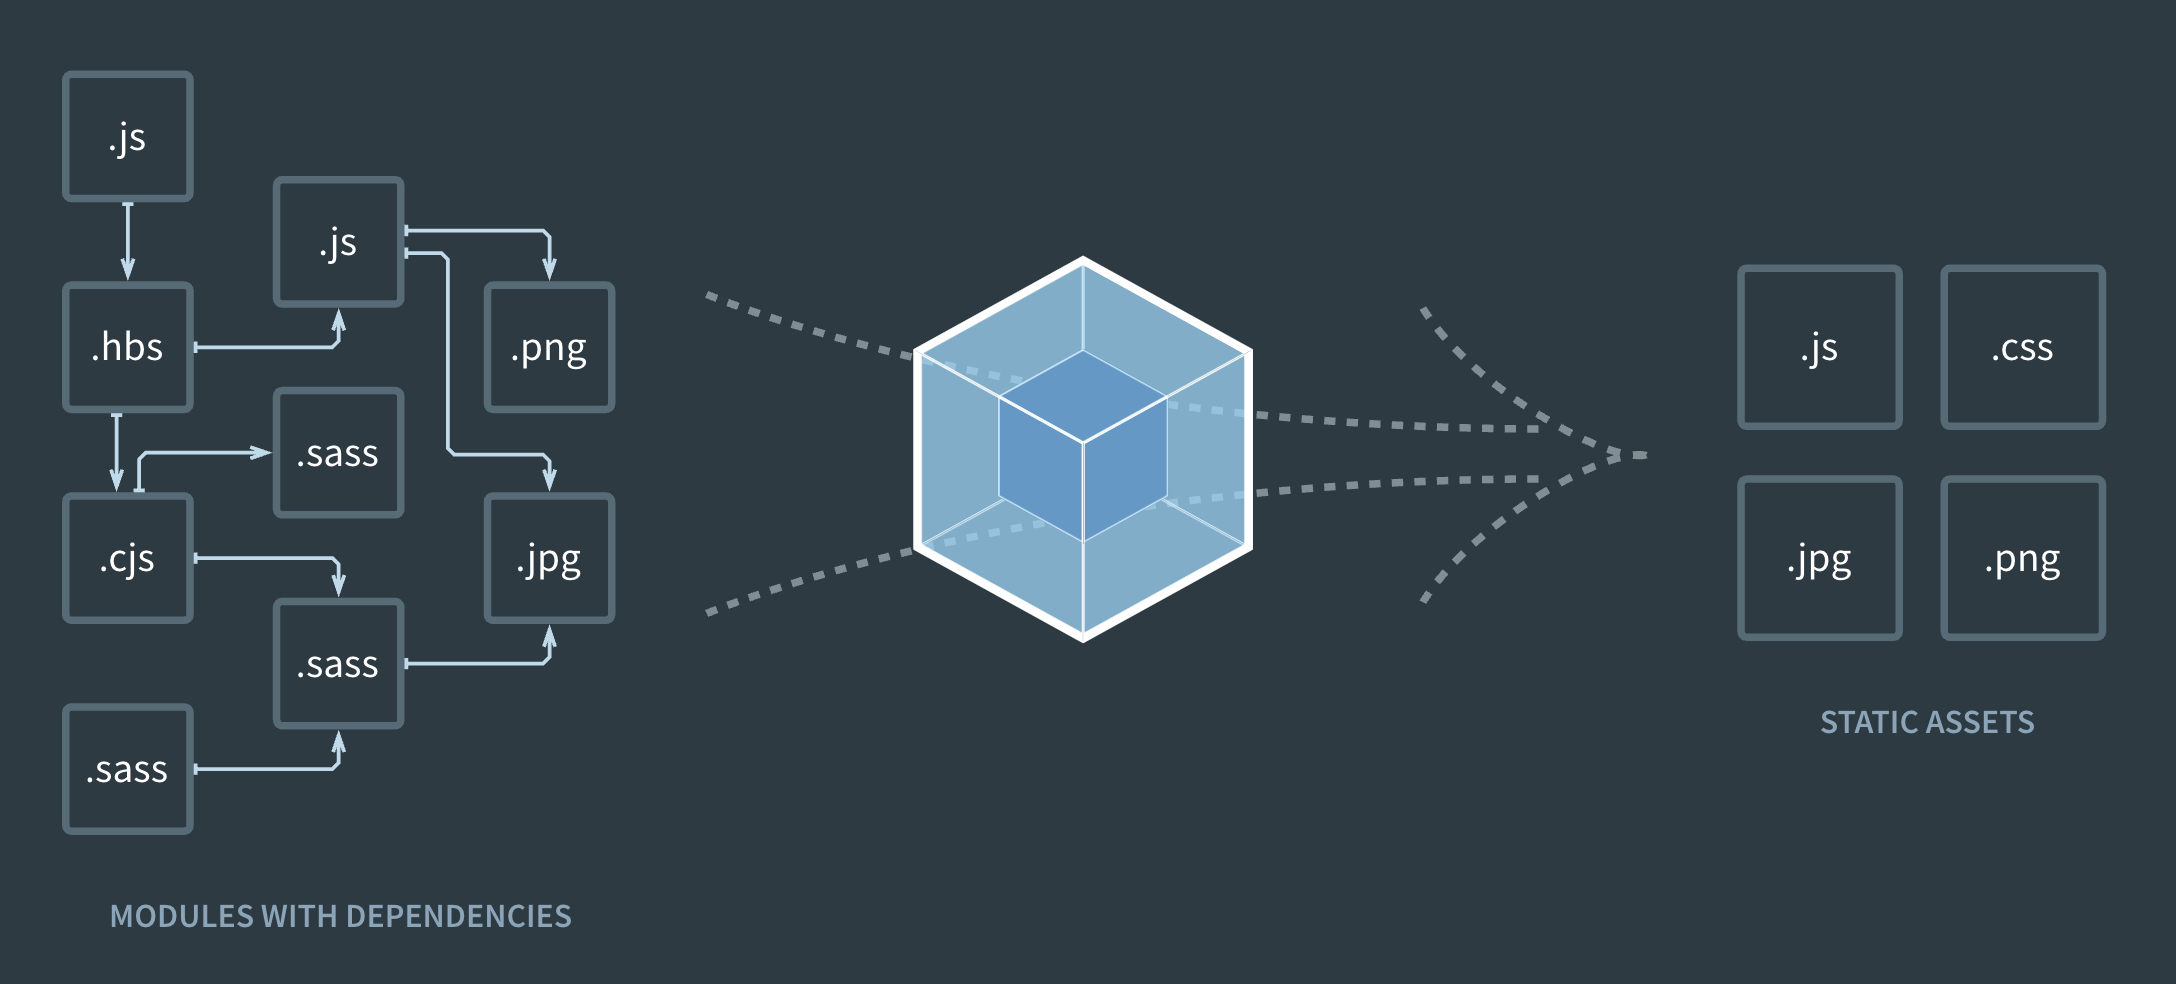 .js
.js
.hbs
.png
.sass
.cjs
.jpg
.sass
.sass
MODULES WITH DEPENDENCIES
.js
.css
.jpg
.png
STATIC ASSETS